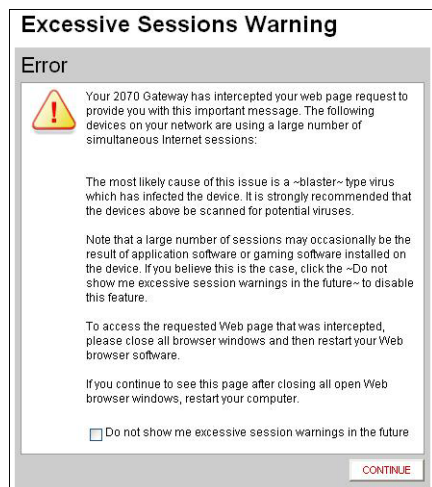 Excessive Sessions Warning
Error
Your 2070 Gateway has intercepted your web page request to
provide you with this important message. The following
devices on your network are using a large number of
simultaneous Internet sessions:
The most likely cause of this issue is a ~blaster~ type virus
which has infected the device. It is strongly recommended that
the devices above be scanned for potential viruses.
Note that a large number of sessions may occasionally be the
result of application software or gaming software installed on
the device. If you believe this is the case, click the ~Do not
show me excessive session warnings in the future~ to disable
this feature.
To access the requested Web page that was intercepted,
please close all browser windows and then restart your Web
browser software.
If you continue to see this page after closing all open Web
browser windows, restart your computer.
Do not show me excessive session warnings in the future
CONTINUE